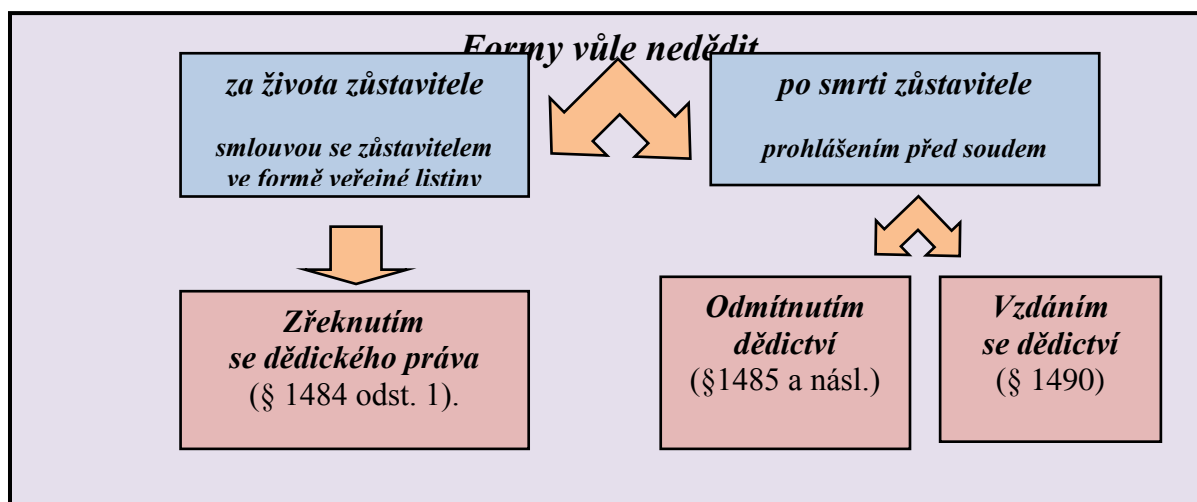 Formy vůle nedědit
za života zůstavitele
smlouvou se zůstavitelem
ve formě veřejné listiny
po smrti zůstavitele
prohlášením před soudem
Zřeknutím
se dědického práva
(§ 1484 odst. 1).
Odmítnutím
dědictví
(§1485 a násl.)
Vzdáním
se dědictví
(§ 1490)